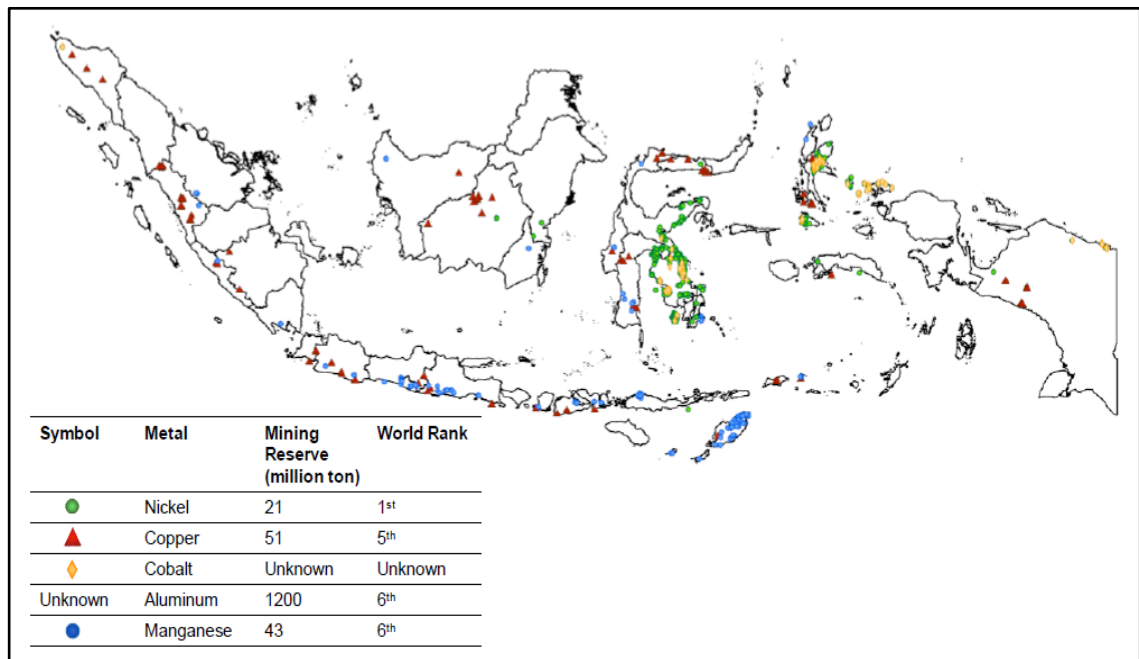 Symbol Metal Mining Reserve (million ton) World Rank
Nickel 21 1st
Copper 51 5th
Cobalt Unknown Unknown
Unknown Aluminum 1200 6th
Manganese 43 6th